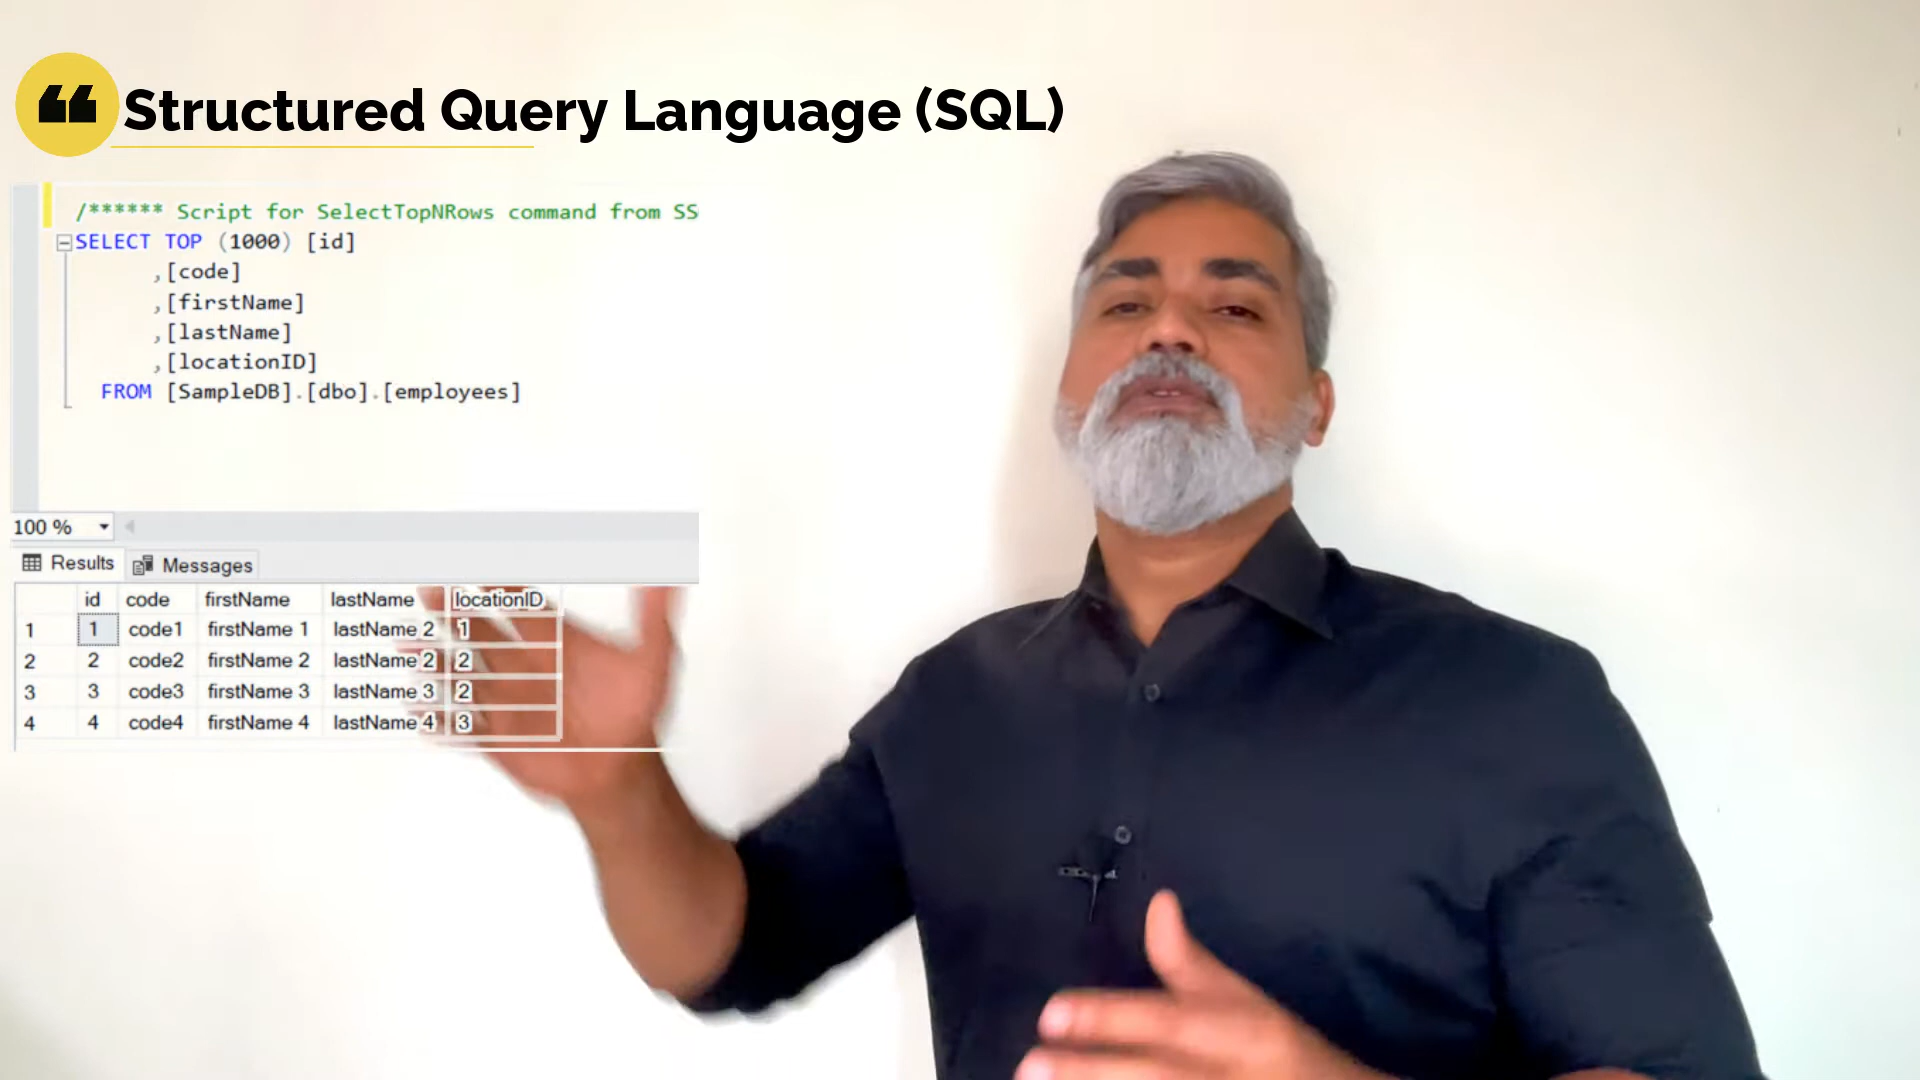 ❝ Structured Query Language (SQL)
/****** Script for SelectTopNRows command from SS
SELECT TOP (1000) [id]
,[code]
,[firstName]
,[lastName]
,[locationID]
FROM [SampleDB].[dbo].[employees]
100 %
Results Messages
id code firstName lastName locationID
1 1 code1 firstName 1 lastName 2 1
2 2 code2 firstName 2 lastName 2 2
3 3 code3 firstName 3 lastName 3 2
4 4 code4 firstName 4 lastName 4 3